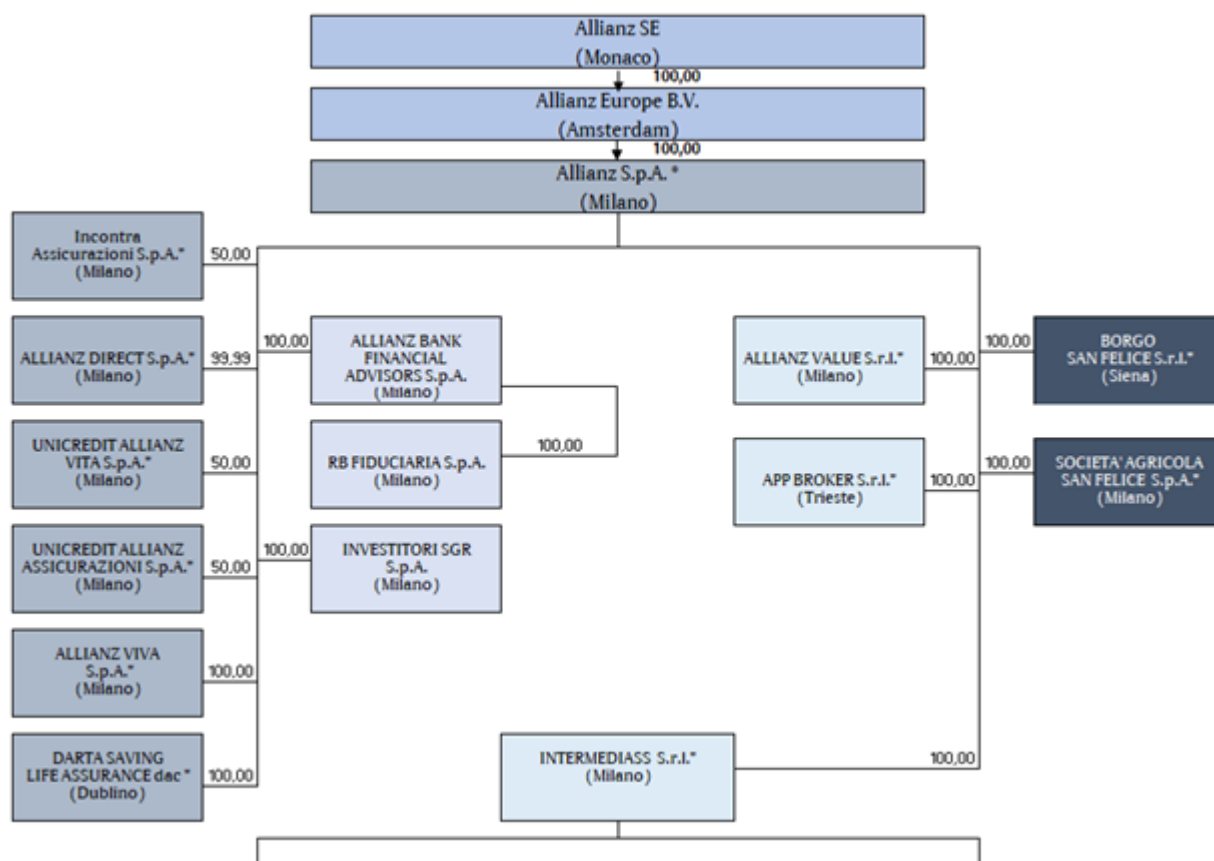 Allianz SE
(Monaco)
100,00
Allianz Europe B.V.
(Amsterdam)
100,00
Allianz S.p.A. *
(Milano)
Incontra
Assicurazioni S.p.A.*
(Milano)
50,00
ALLIANZ DIRECT S.p.A.*
(Milano)
99,99
UNICREDIT ALLIANZ
VITA S.p.A.*
(Milano)
50,00
UNICREDIT ALLIANZ
ASSICURAZIONI S.p.A.*
(Milano)
50,00
ALLIANZ VIVA
S.p.A.*
(Milano)
100,00
DARTA SAVING
LIFE ASSURANCE dac *
(Dublino)
100,00
100,00
ALLIANZ BANK
FINANCIAL
ADVISORS S.p.A.
(Milano)
RB FIDUCIARIA S.p.A.
(Milano)
100,00
100,00
INVESTITORI SGR
S.p.A.
(Milano)
ALLIANZ VALUE S.r.l.*
(Milano)
100,00
APP BROKER S.r.l.*
(Trieste)
100,00
100,00
BORGO
SAN FELICE S.r.l.*
(Siena)
100,00
SOCIETA' AGRICOLA
SAN FELICE S.p.A.*
(Milano)
INTERMEDIASS S.r.l.*
(Milano)
100,00